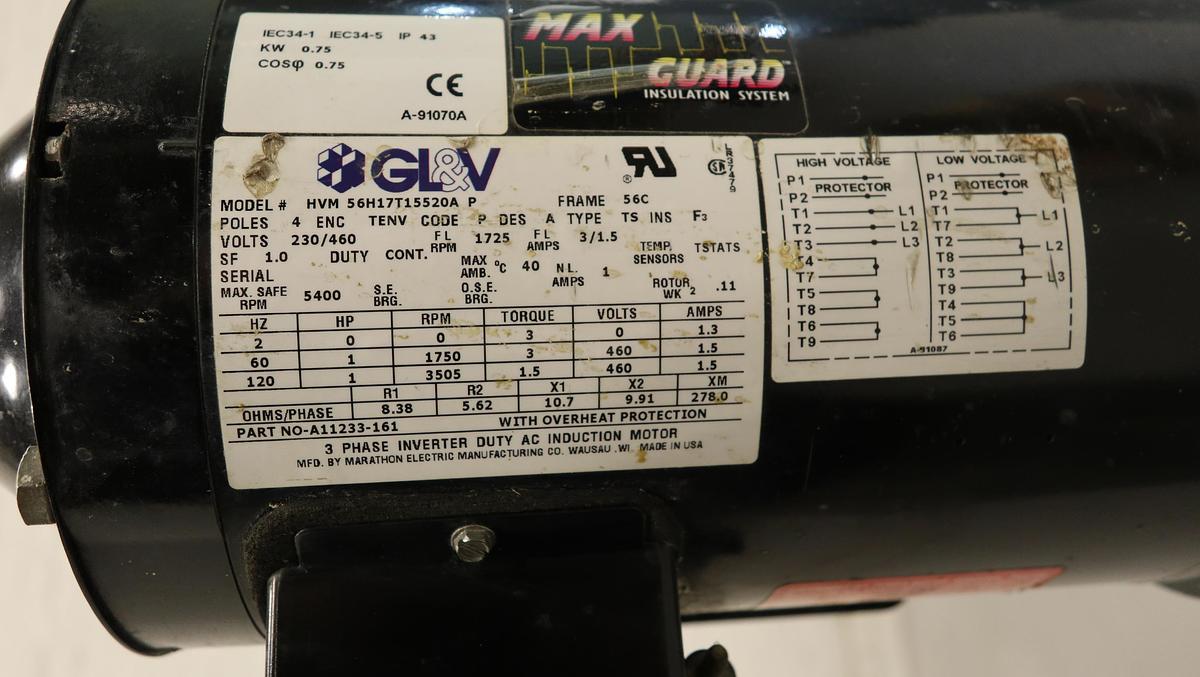 IEC34-1 IEC34-5 IP 43
KW 0.75
COSφ 0.75
CE
A-91070A
MAX
GUARD™
INSULATION SYSTEM
GL&V
RU ®
SA LR37479
MODEL # HVM 56H17T15520A P FRAME 56C
POLES 4 ENC TENV CODE P DES A TYPE TS INS F3
VOLTS 230/460 FL RPM 1725 FL AMPS 3/1.5 TEMP. SENSORS TSTATS
SF 1.0 DUTY CONT. MAX AMB. °C 40 NL. AMPS 1
SERIAL
MAX. SAFE RPM 5400 S.E. BRG. O.S.E. BRG. ROTOR WK² .11
HZ HP RPM TORQUE VOLTS AMPS
2 0 0 3 0 1.3
60 1 1750 3 460 1.5
120 1 3505 1.5 460 1.5
R1 R2 X1 X2 XM
OHMS/PHASE 8.38 5.62 10.7 9.91 278.0
PART NO-A11233-161 WITH OVERHEAT PROTECTION
3 PHASE INVERTER DUTY AC INDUCTION MOTOR
MFD. BY MARATHON ELECTRIC MANUFACTURING CO. WAUSAU .WI. MADE IN USA
HIGH VOLTAGE
P1
PROTECTOR
P2
T1 L1
T2 L2
T3 L3
T4
T7
T5
T8
T6
T9
LOW VOLTAGE
P1
PROTECTOR
P2
T1
L1
T7
T2
L2
T8
T3
L3
T9
T4
T5
T6
A-91087